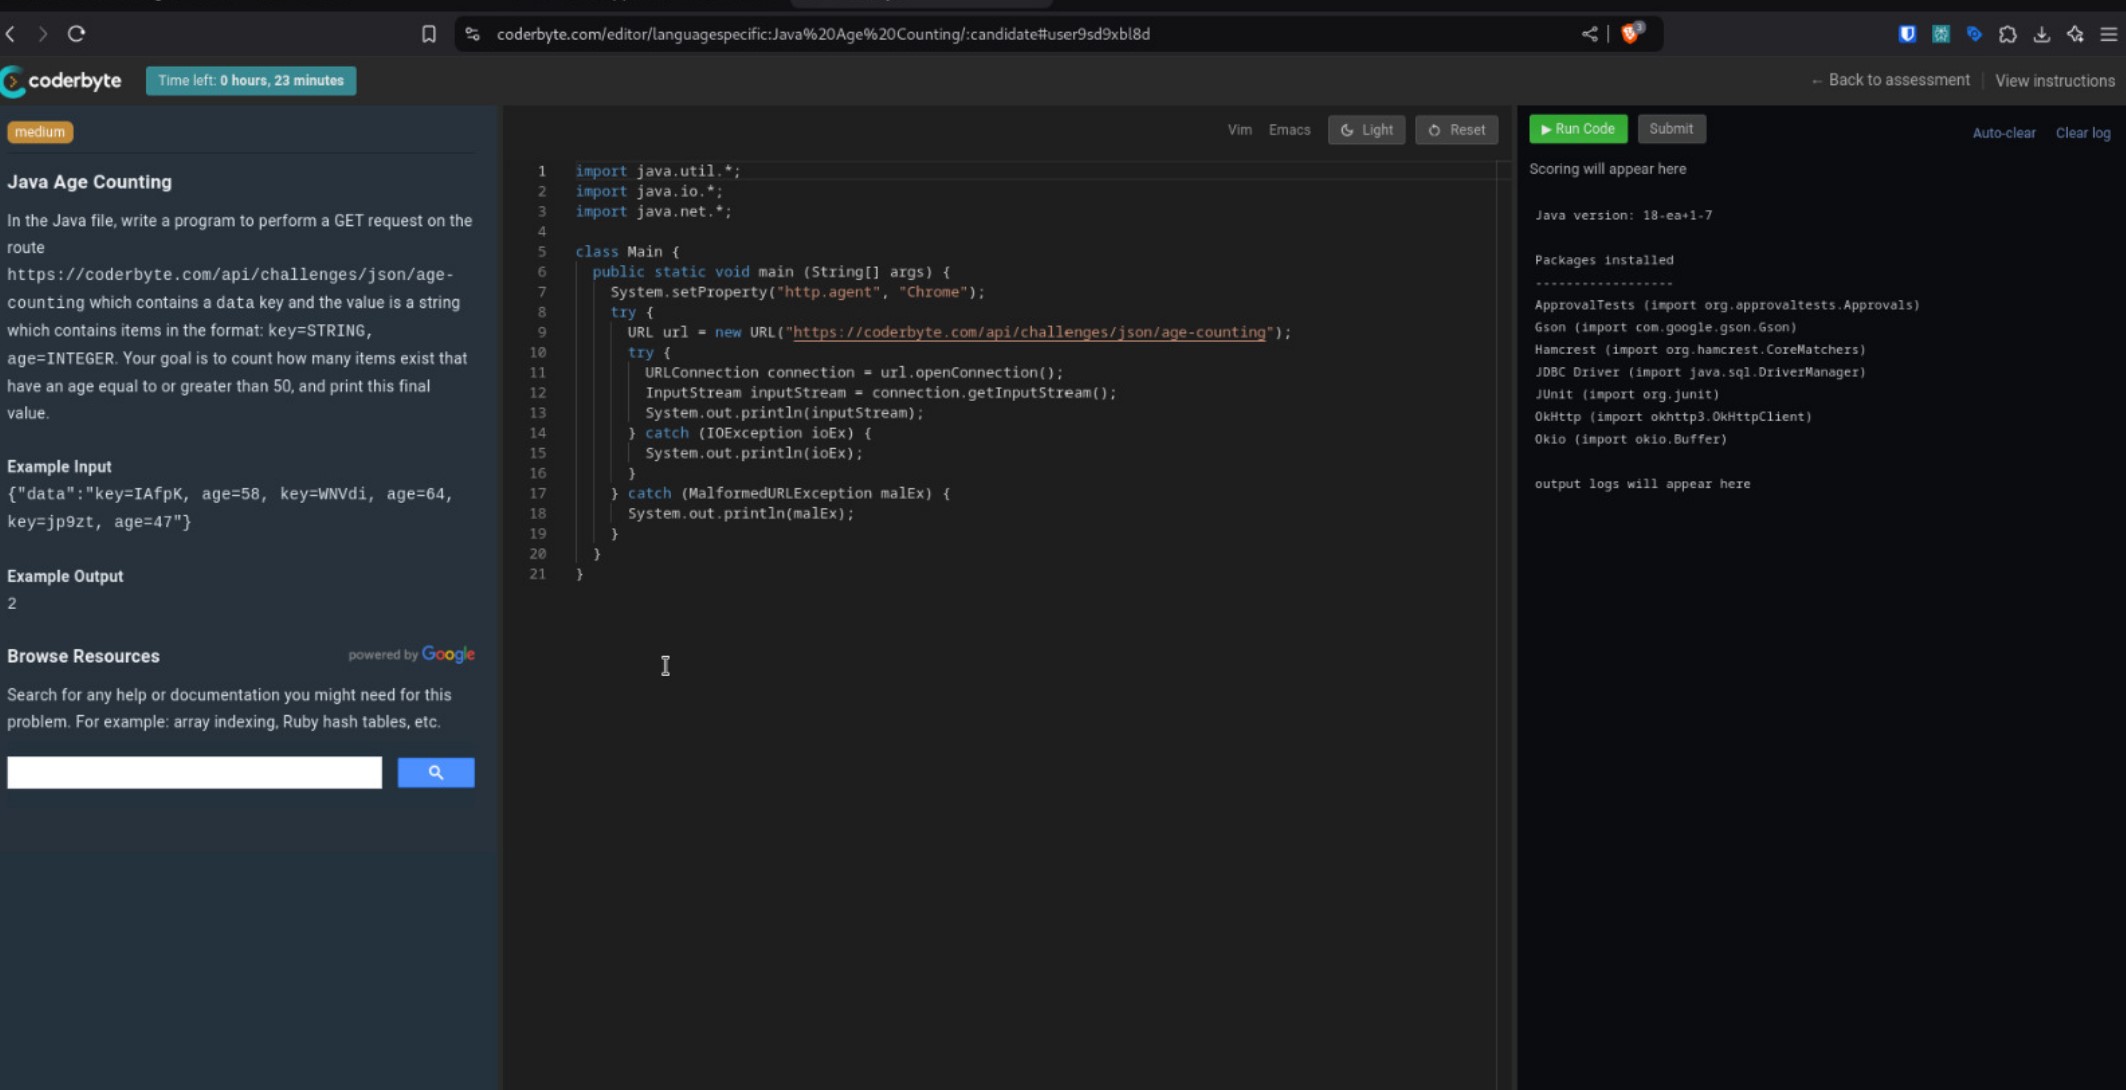 coderbyte.com/editor/languagespecific:Java%20Age%20Counting/:candidate#user9sd9xbl8d
3
coderbyte
Time left: 0 hours, 23 minutes
← Back to assessment
View instructions
medium
Java Age Counting
In the Java file, write a program to perform a GET request on the
route
https://coderbyte.com/api/challenges/json/age-
counting which contains a data key and the value is a string
which contains items in the format: key=STRING,
age=INTEGER. Your goal is to count how many items exist that
have an age equal to or greater than 50, and print this final
value.
Example Input
{"data":"key=IAfpK, age=58, key=WNVdi, age=64,
key=jp9zt, age=47"}
Example Output
2
Browse Resources
powered by Google
Search for any help or documentation you might need for this
problem. For example: array indexing, Ruby hash tables, etc.
Vim Emacs Light Reset
1 import java.util.*;
2 import java.io.*;
3 import java.net.*;
4
5 class Main {
6 public static void main (String[] args) {
7 System.setProperty("http.agent", "Chrome");
8 try {
9 URL url = new URL("https://coderbyte.com/api/challenges/json/age-counting");
10 try {
11 URLConnection connection = url.openConnection();
12 InputStream inputStream = connection.getInputStream();
13 System.out.println(inputStream);
14 } catch (IOException ioEx) {
15 System.out.println(ioEx);
16 }
17 } catch (MalformedURLException malEx) {
18 System.out.println(malEx);
19 }
20 }
21 }
Run Code
Submit
Auto-clear
Clear log
Scoring will appear here
Java version: 18-ea+1-7
Packages installed
------------------
ApprovalTests (import org.approvaltests.Approvals)
Gson (import com.google.gson.Gson)
Hamcrest (import org.hamcrest.CoreMatchers)
JDBC Driver (import java.sql.DriverManager)
JUnit (import org.junit)
OkHttp (import okhttp3.OkHttpClient)
Okio (import okio.Buffer)
output logs will appear here